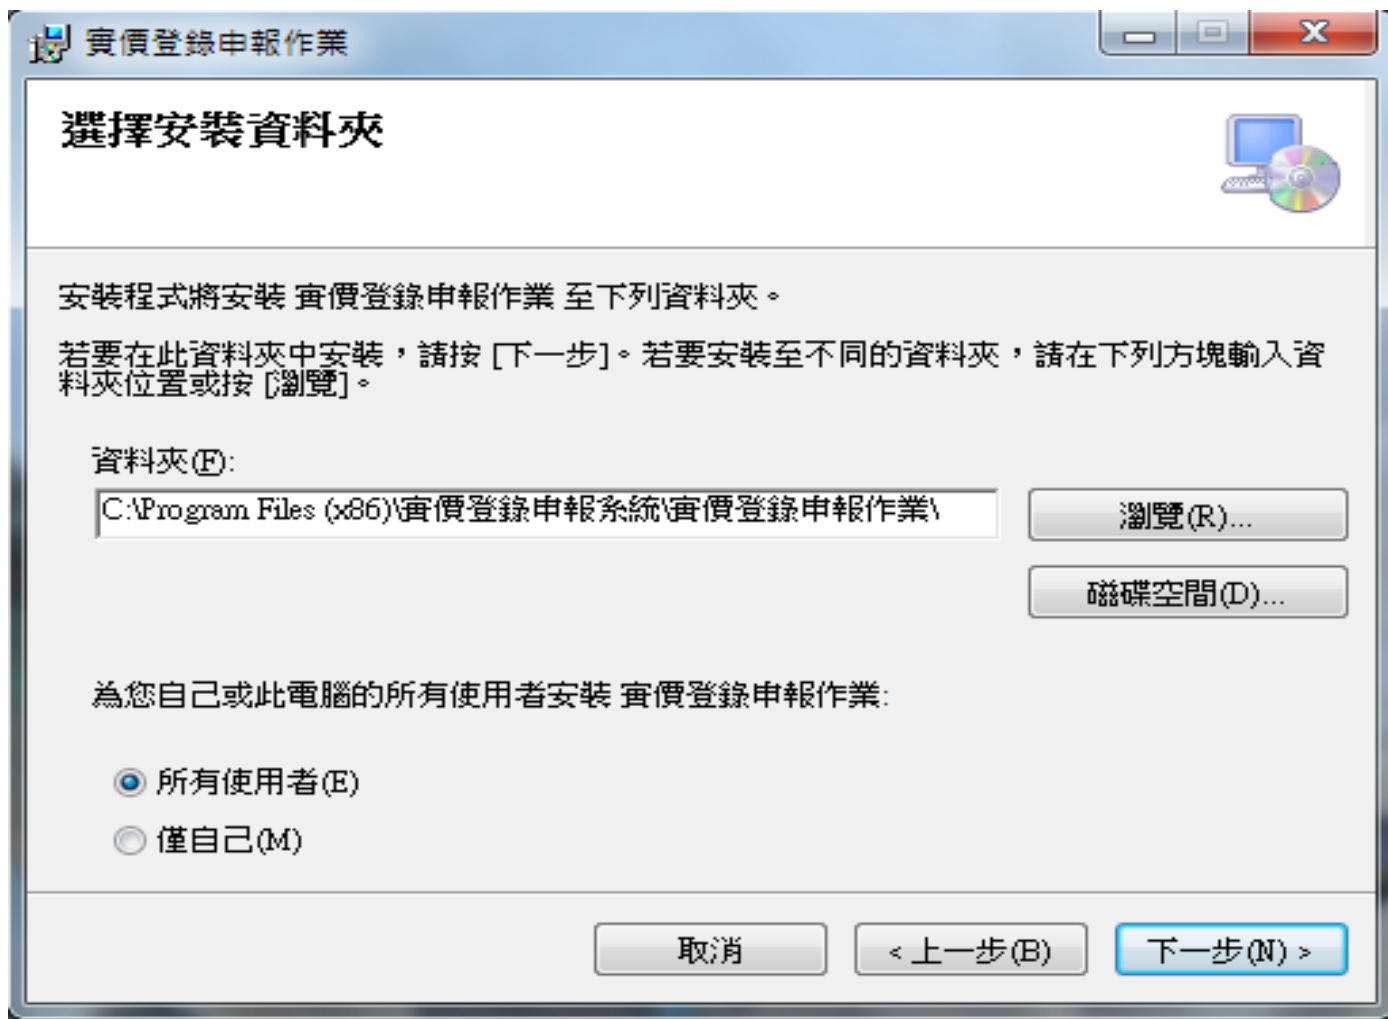 實價登錄申報作業
選擇安裝資料夾
安裝程式將安裝 實價登錄申報作業 至下列資料夾。
若要在此資料夾中安裝，請按 [下一步]。若要安裝至不同的資料夾，請在下列方塊輸入資
料夾位置或按 [瀏覽]。
資料夾(F):
C:\Program Files (x86)\實價登錄申報系統\實價登錄申報作業\
瀏覽(R)...
磁碟空間(D)...
為您自己或此電腦的所有使用者安裝 實價登錄申報作業:
所有使用者(E)
僅自己(M)
取消
< 上一步(B)
下一步(N) >